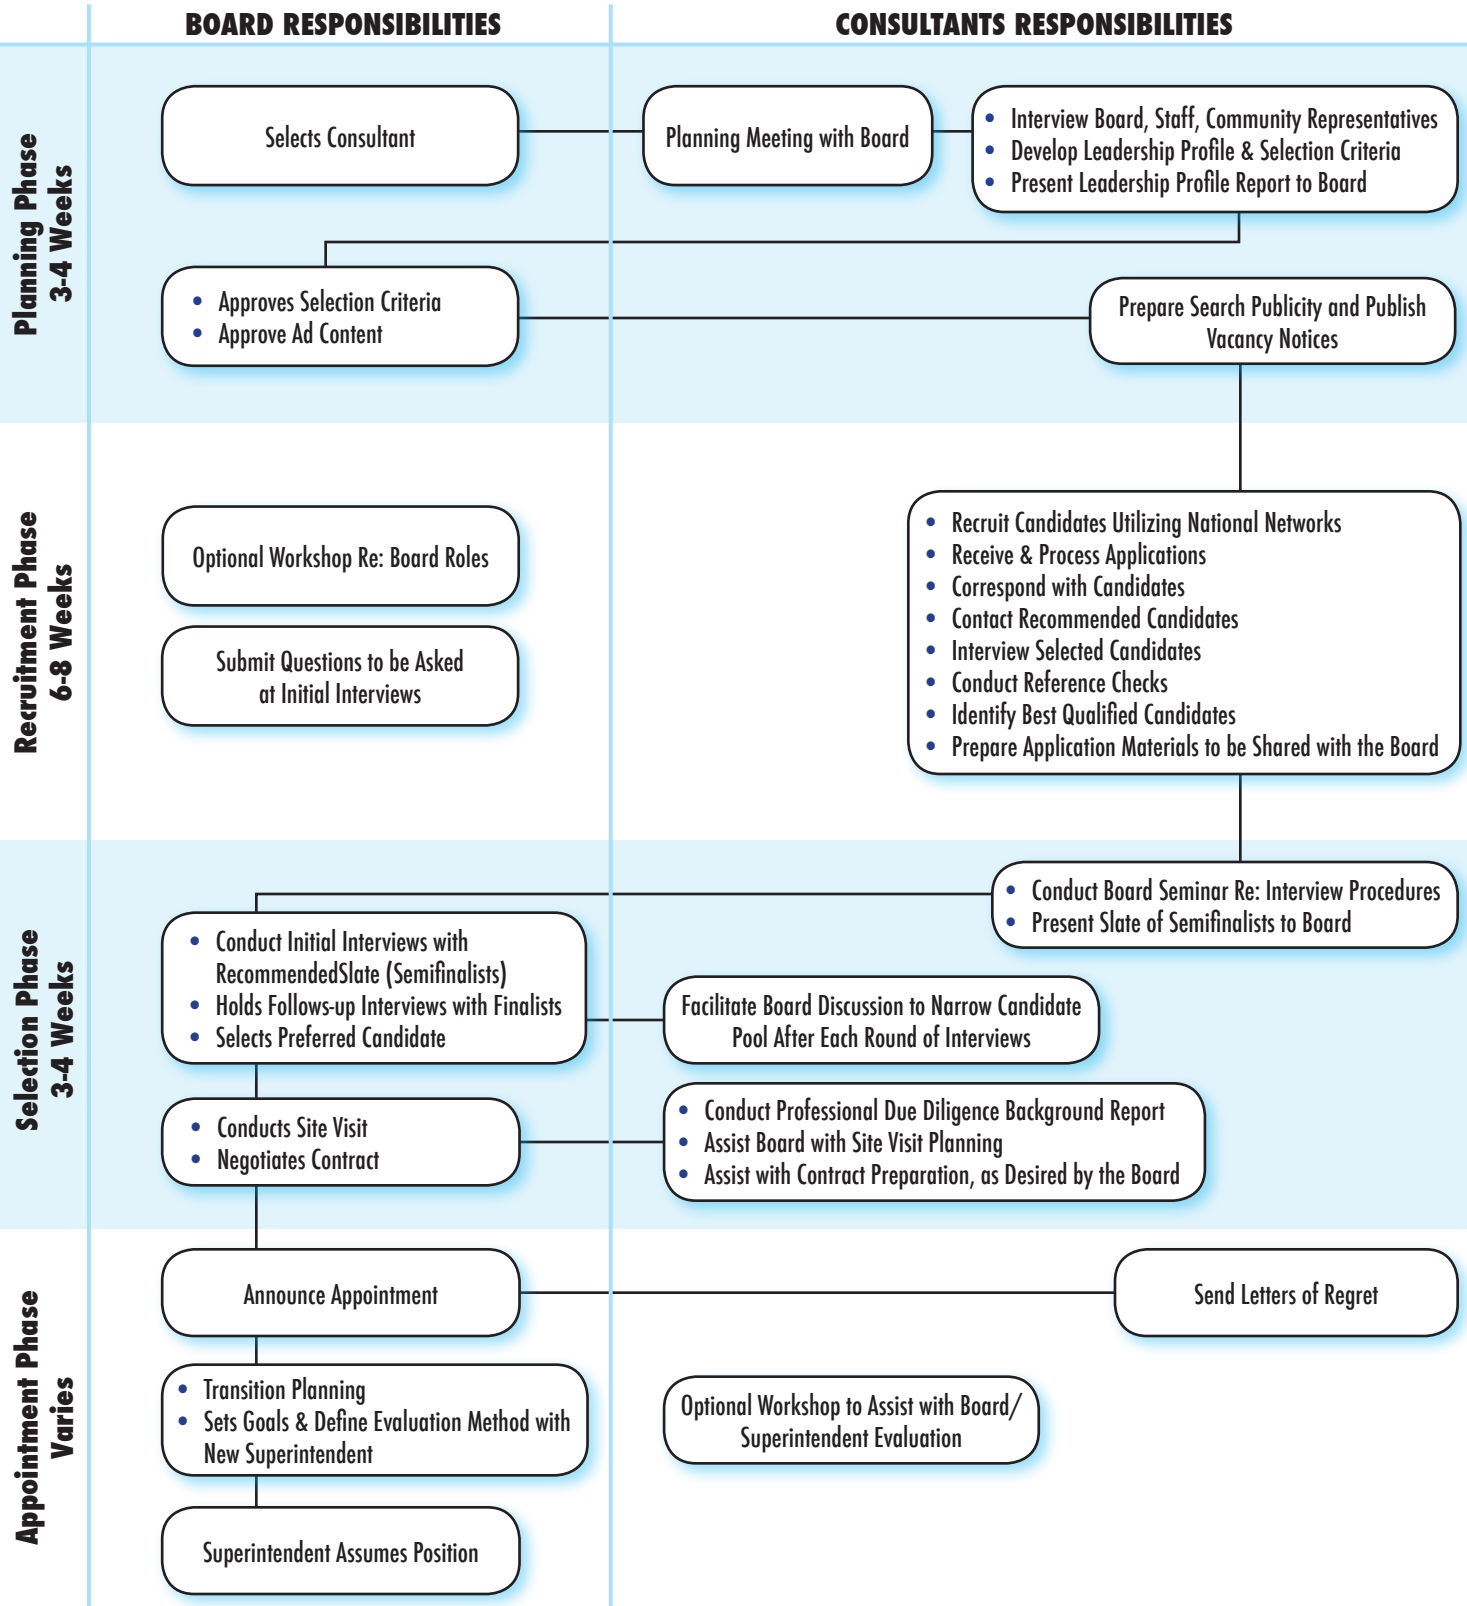 BOARD RESPONSIBILITIES
CONSULTANTS RESPONSIBILITIES
Planning Phase
3-4 Weeks
Selects Consultant
Planning Meeting with Board
• Interview Board, Staff, Community Representatives
• Develop Leadership Profile & Selection Criteria
• Present Leadership Profile Report to Board
• Approves Selection Criteria
• Approve Ad Content
Prepare Search Publicity and Publish
Vacancy Notices
Recruitment Phase
6-8 Weeks
Optional Workshop Re: Board Roles
Submit Questions to be Asked
at Initial Interviews
• Recruit Candidates Utilizing National Networks
• Receive & Process Applications
• Correspond with Candidates
• Contact Recommended Candidates
• Interview Selected Candidates
• Conduct Reference Checks
• Identify Best Qualified Candidates
• Prepare Application Materials to be Shared with the Board
Selection Phase
3-4 Weeks
• Conduct Board Seminar Re: Interview Procedures
• Present Slate of Semifinalists to Board
• Conduct Initial Interviews with
RecommendedSlate (Semifinalists)
• Holds Follows-up Interviews with Finalists
• Selects Preferred Candidate
Facilitate Board Discussion to Narrow Candidate
Pool After Each Round of Interviews
• Conducts Site Visit
• Negotiates Contract
• Conduct Professional Due Diligence Background Report
• Assist Board with Site Visit Planning
• Assist with Contract Preparation, as Desired by the Board
Appointment Phase
Varies
Announce Appointment
Send Letters of Regret
• Transition Planning
• Sets Goals & Define Evaluation Method with
New Superintendent
Optional Workshop to Assist with Board/
Superintendent Evaluation
Superintendent Assumes Position